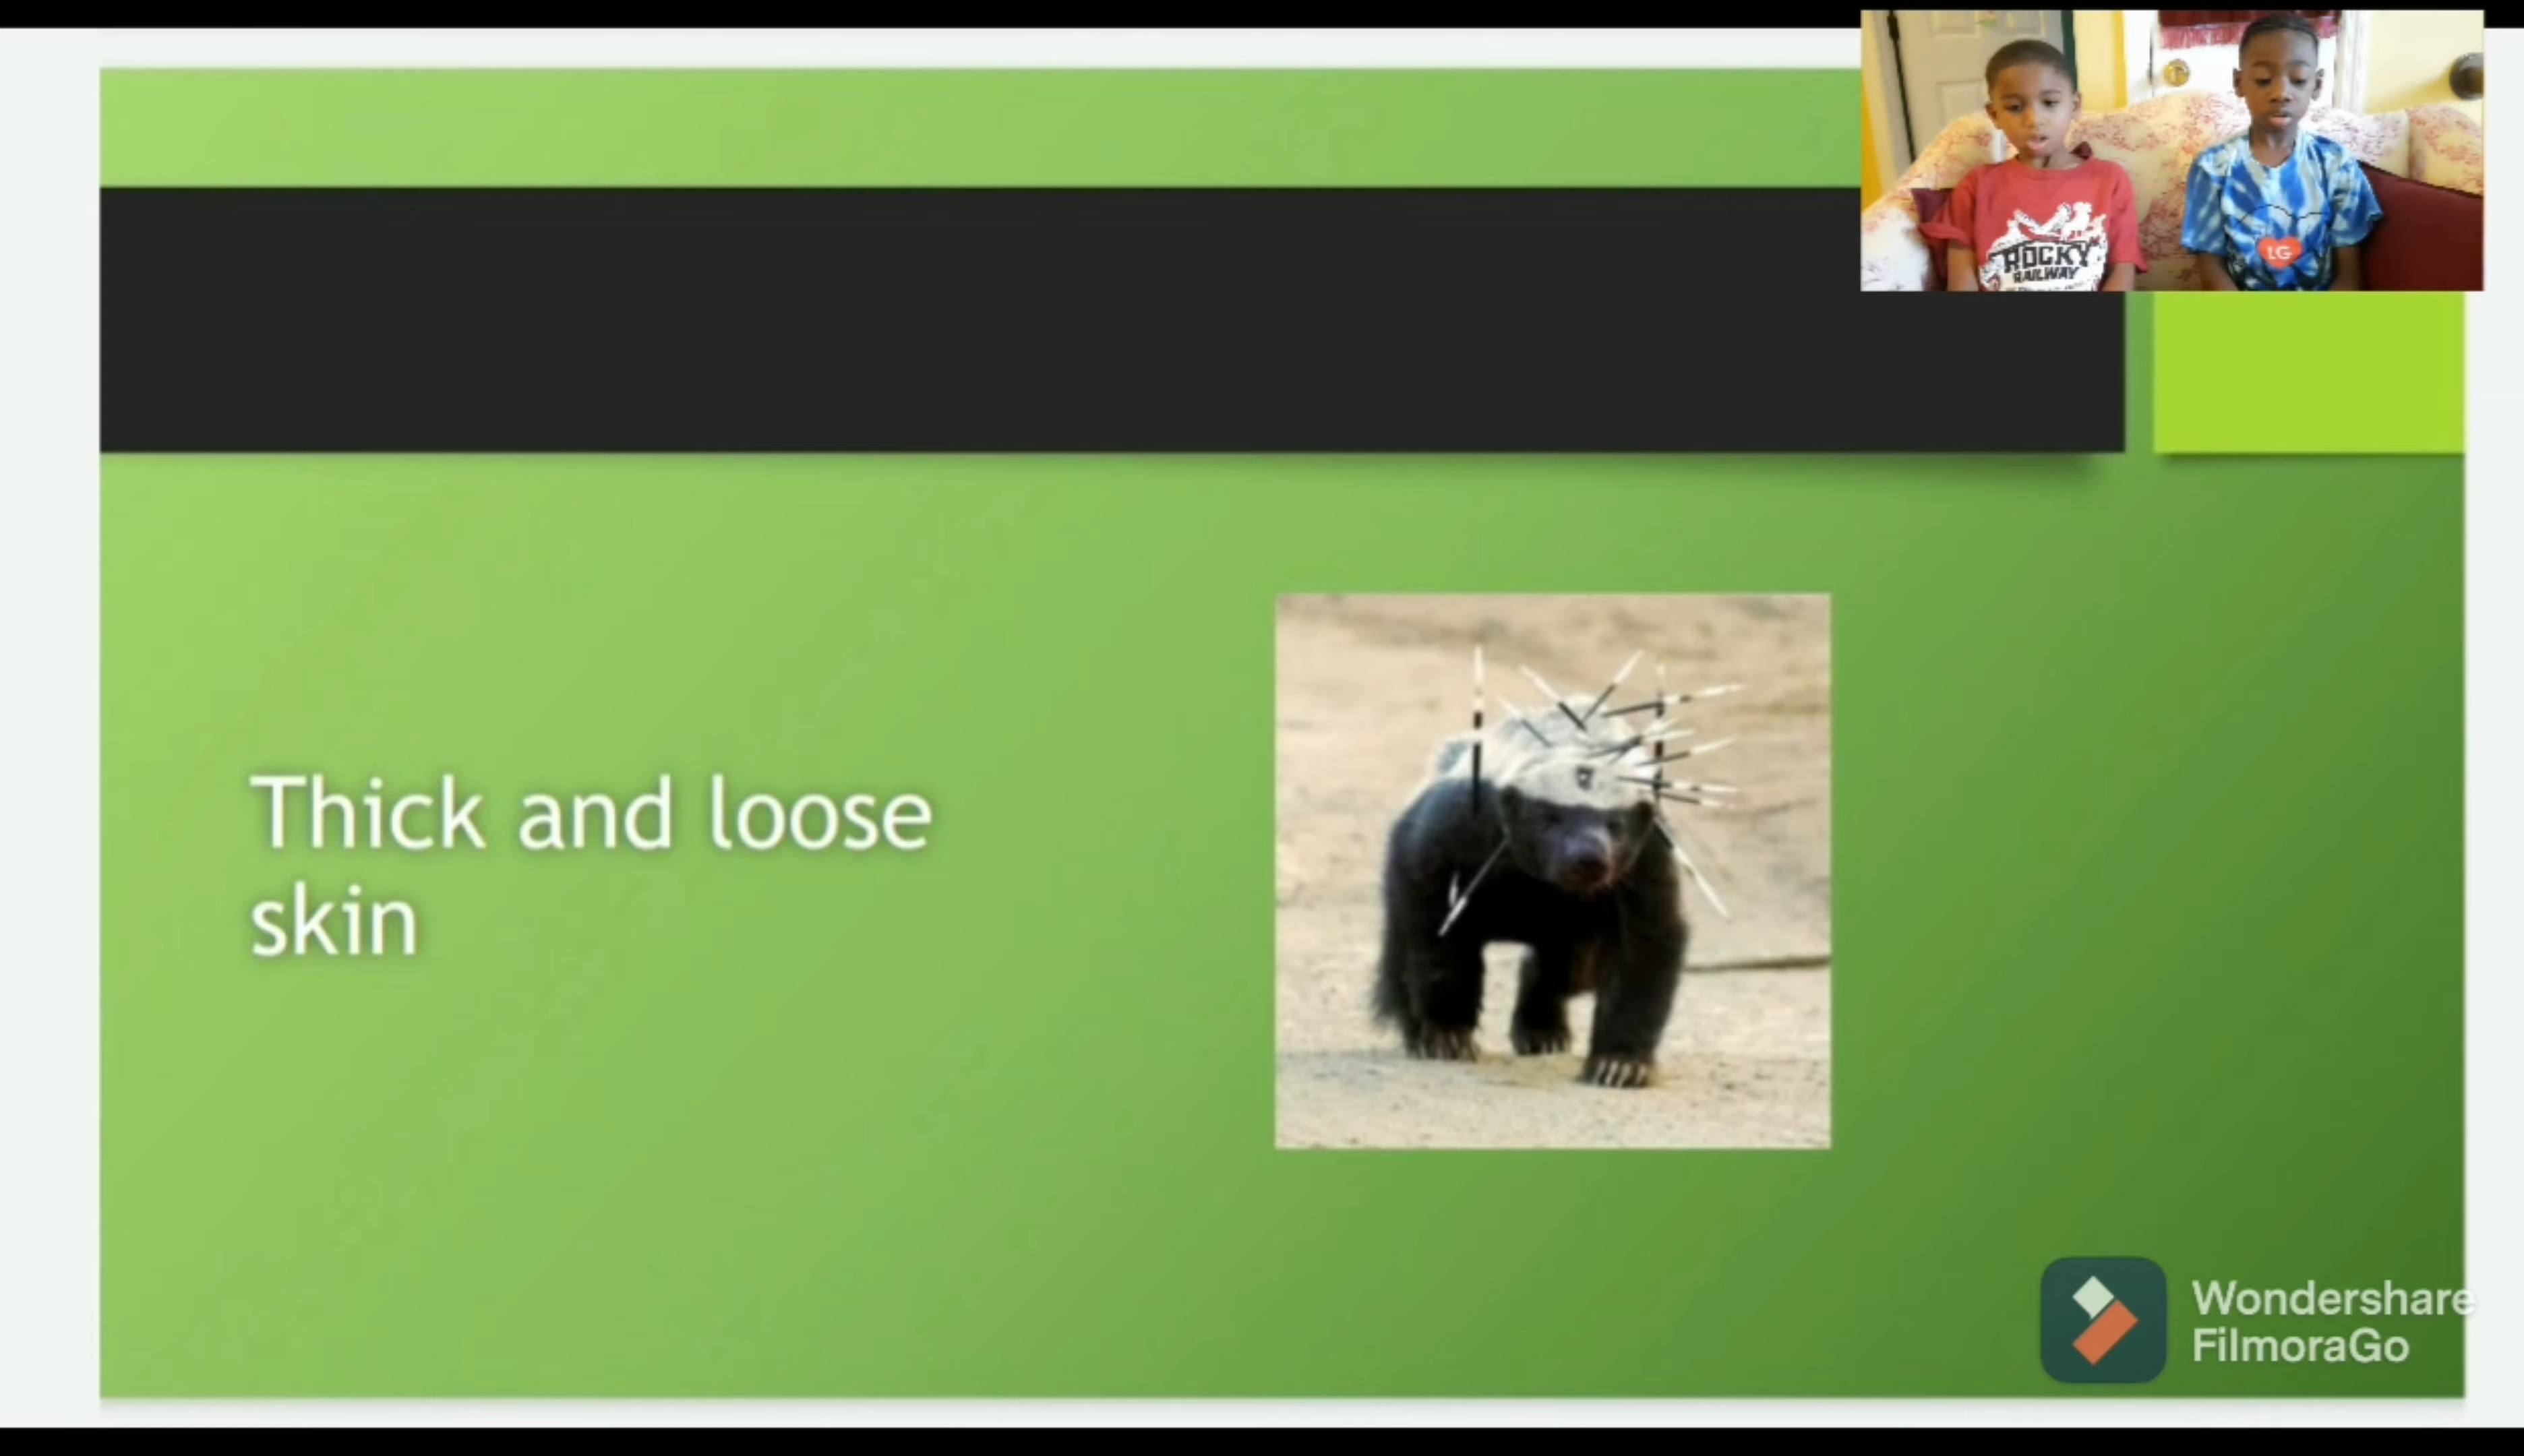 ROCKY
RAILWAY
LG
Thick and loose
skin
Wondershare
FilmoraGo